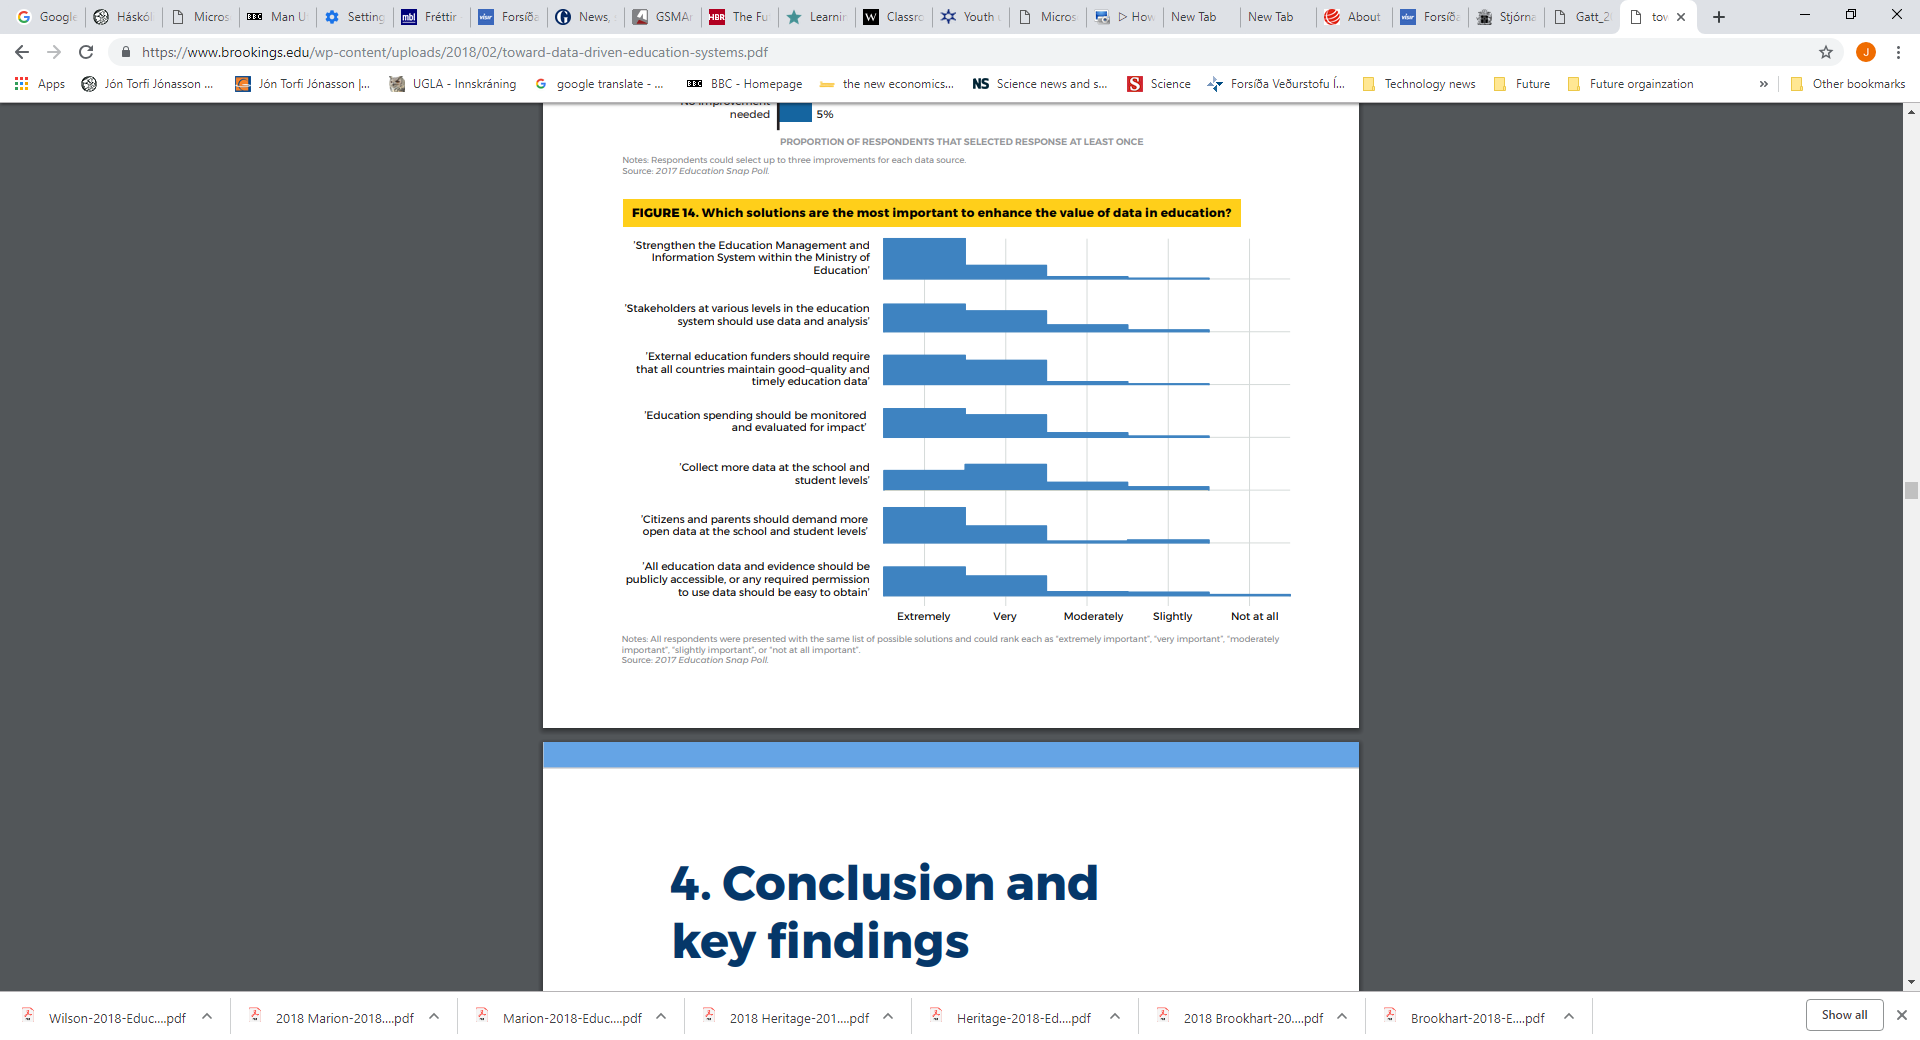 Google
Háskól
Micros
BBC
Man U
Setting
mbl
Fréttir
visir
Forsíða
News,
GSMAr
HBR
The Fu
Learnin
W
Classro
Youth
Micros
How
New Tab
New Tab
About
visir
Forsíð
Stjórna
Gatt_2
tow
https://www.brookings.edu/wp-content/uploads/2018/02/toward-data-driven-education-systems.pdf
J
Apps
Jón Torfi Jónasson ...
Jón Torfi Jónasson |...
UGLA - Innskráning
google translate - ...
BBC
BBC - Homepage
the new economics...
NS
Science news and s...
S
Science
Forsíða Veðurstofu Í...
Technology news
Future
Future orgainzation
»
Other bookmarks
No improvement
needed
5%
PROPORTION OF RESPONDENTS THAT SELECTED RESPONSE AT LEAST ONCE
Notes: Respondents could select up to three improvements for each data source.
Source: 2017 Education Snap Poll.
FIGURE 14. Which solutions are the most important to enhance the value of data in education?
'Strengthen the Education Management and
Information System within the Ministry of
Education'
'Stakeholders at various levels in the education
system should use data and analysis'
'External education funders should require
that all countries maintain good-quality and
timely education data'
'Education spending should be monitored
and evaluated for impact'
'Collect more data at the school and
student levels'
'Citizens and parents should demand more
open data at the school and student levels'
'All education data and evidence should be
publicly accessible, or any required permission
to use data should be easy to obtain'
Extremely Very Moderately Slightly Not at all
Notes: All respondents were presented with the same list of possible solutions and could rank each as "extremely important", "very important", "moderately
important", "slightly important", or "not at all important".
Source: 2017 Education Snap Poll.
4. Conclusion and
key findings
Wilson-2018-Educ....pdf
2018 Marion-2018....pdf
Marion-2018-Educ....pdf
2018 Heritage-201....pdf
Heritage-2018-Ed....pdf
2018 Brookhart-20....pdf
Brookhart-2018-E....pdf
Show all